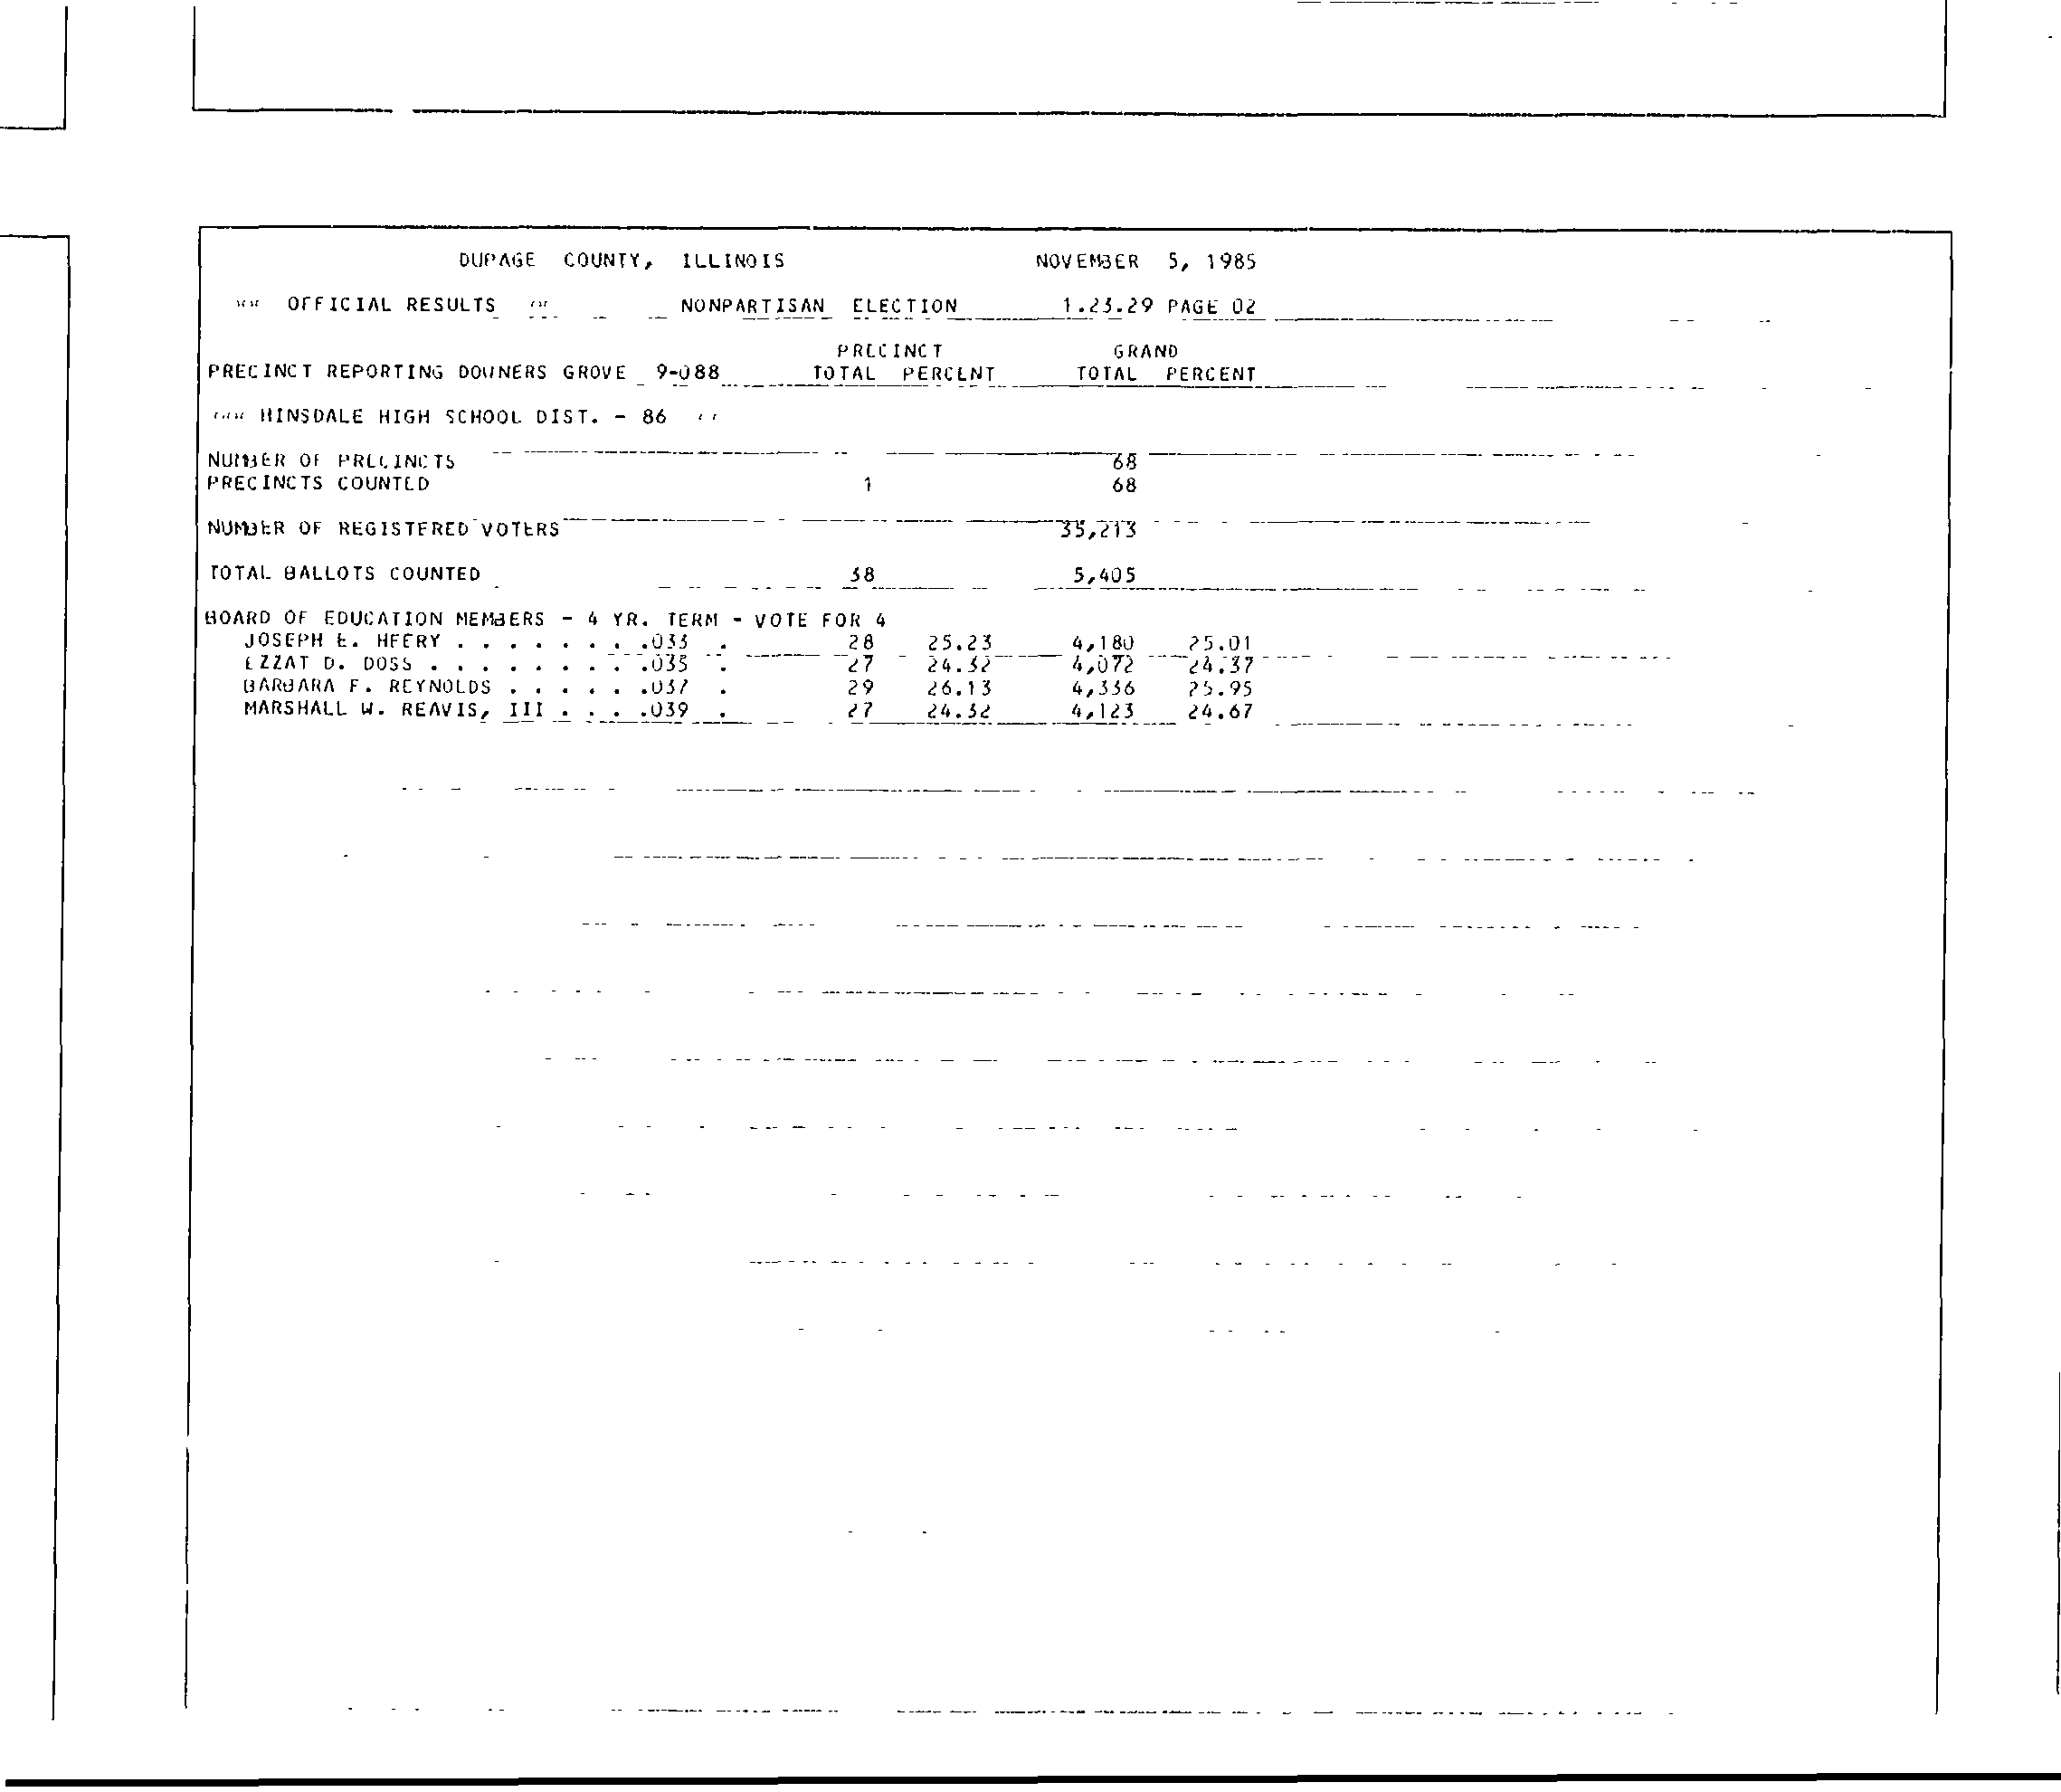 DUPAGE COUNTY, ILLINOIS NOVEMBER 5, 1985
** OFFICIAL RESULTS ** NONPARTISAN ELECTION 1.23.29 PAGE 02
PRECINCT GRAND
PRECINCT REPORTING DOWNERS GROVE 9-088 TOTAL PERCENT TOTAL PERCENT
*** HINSDALE HIGH SCHOOL DIST. - 86 **
NUMBER OF PRECINCTS 68
PRECINCTS COUNTED 1 68
NUMBER OF REGISTERED VOTERS 35,213
TOTAL BALLOTS COUNTED 38 5,405
BOARD OF EDUCATION MEMBERS - 4 YR. TERM - VOTE FOR 4
JOSEPH E. HEERY . . . . . . . .033 . 28 25.23 4,180 25.01
EZZAT D. DOSS . . . . . . . . .035 . 27 24.32 4,072 24.37
BARBARA F. REYNOLDS . . . . . .037 . 29 26.13 4,336 25.95
MARSHALL W. REAVIS, III . . . .039 . 27 24.32 4,123 24.67